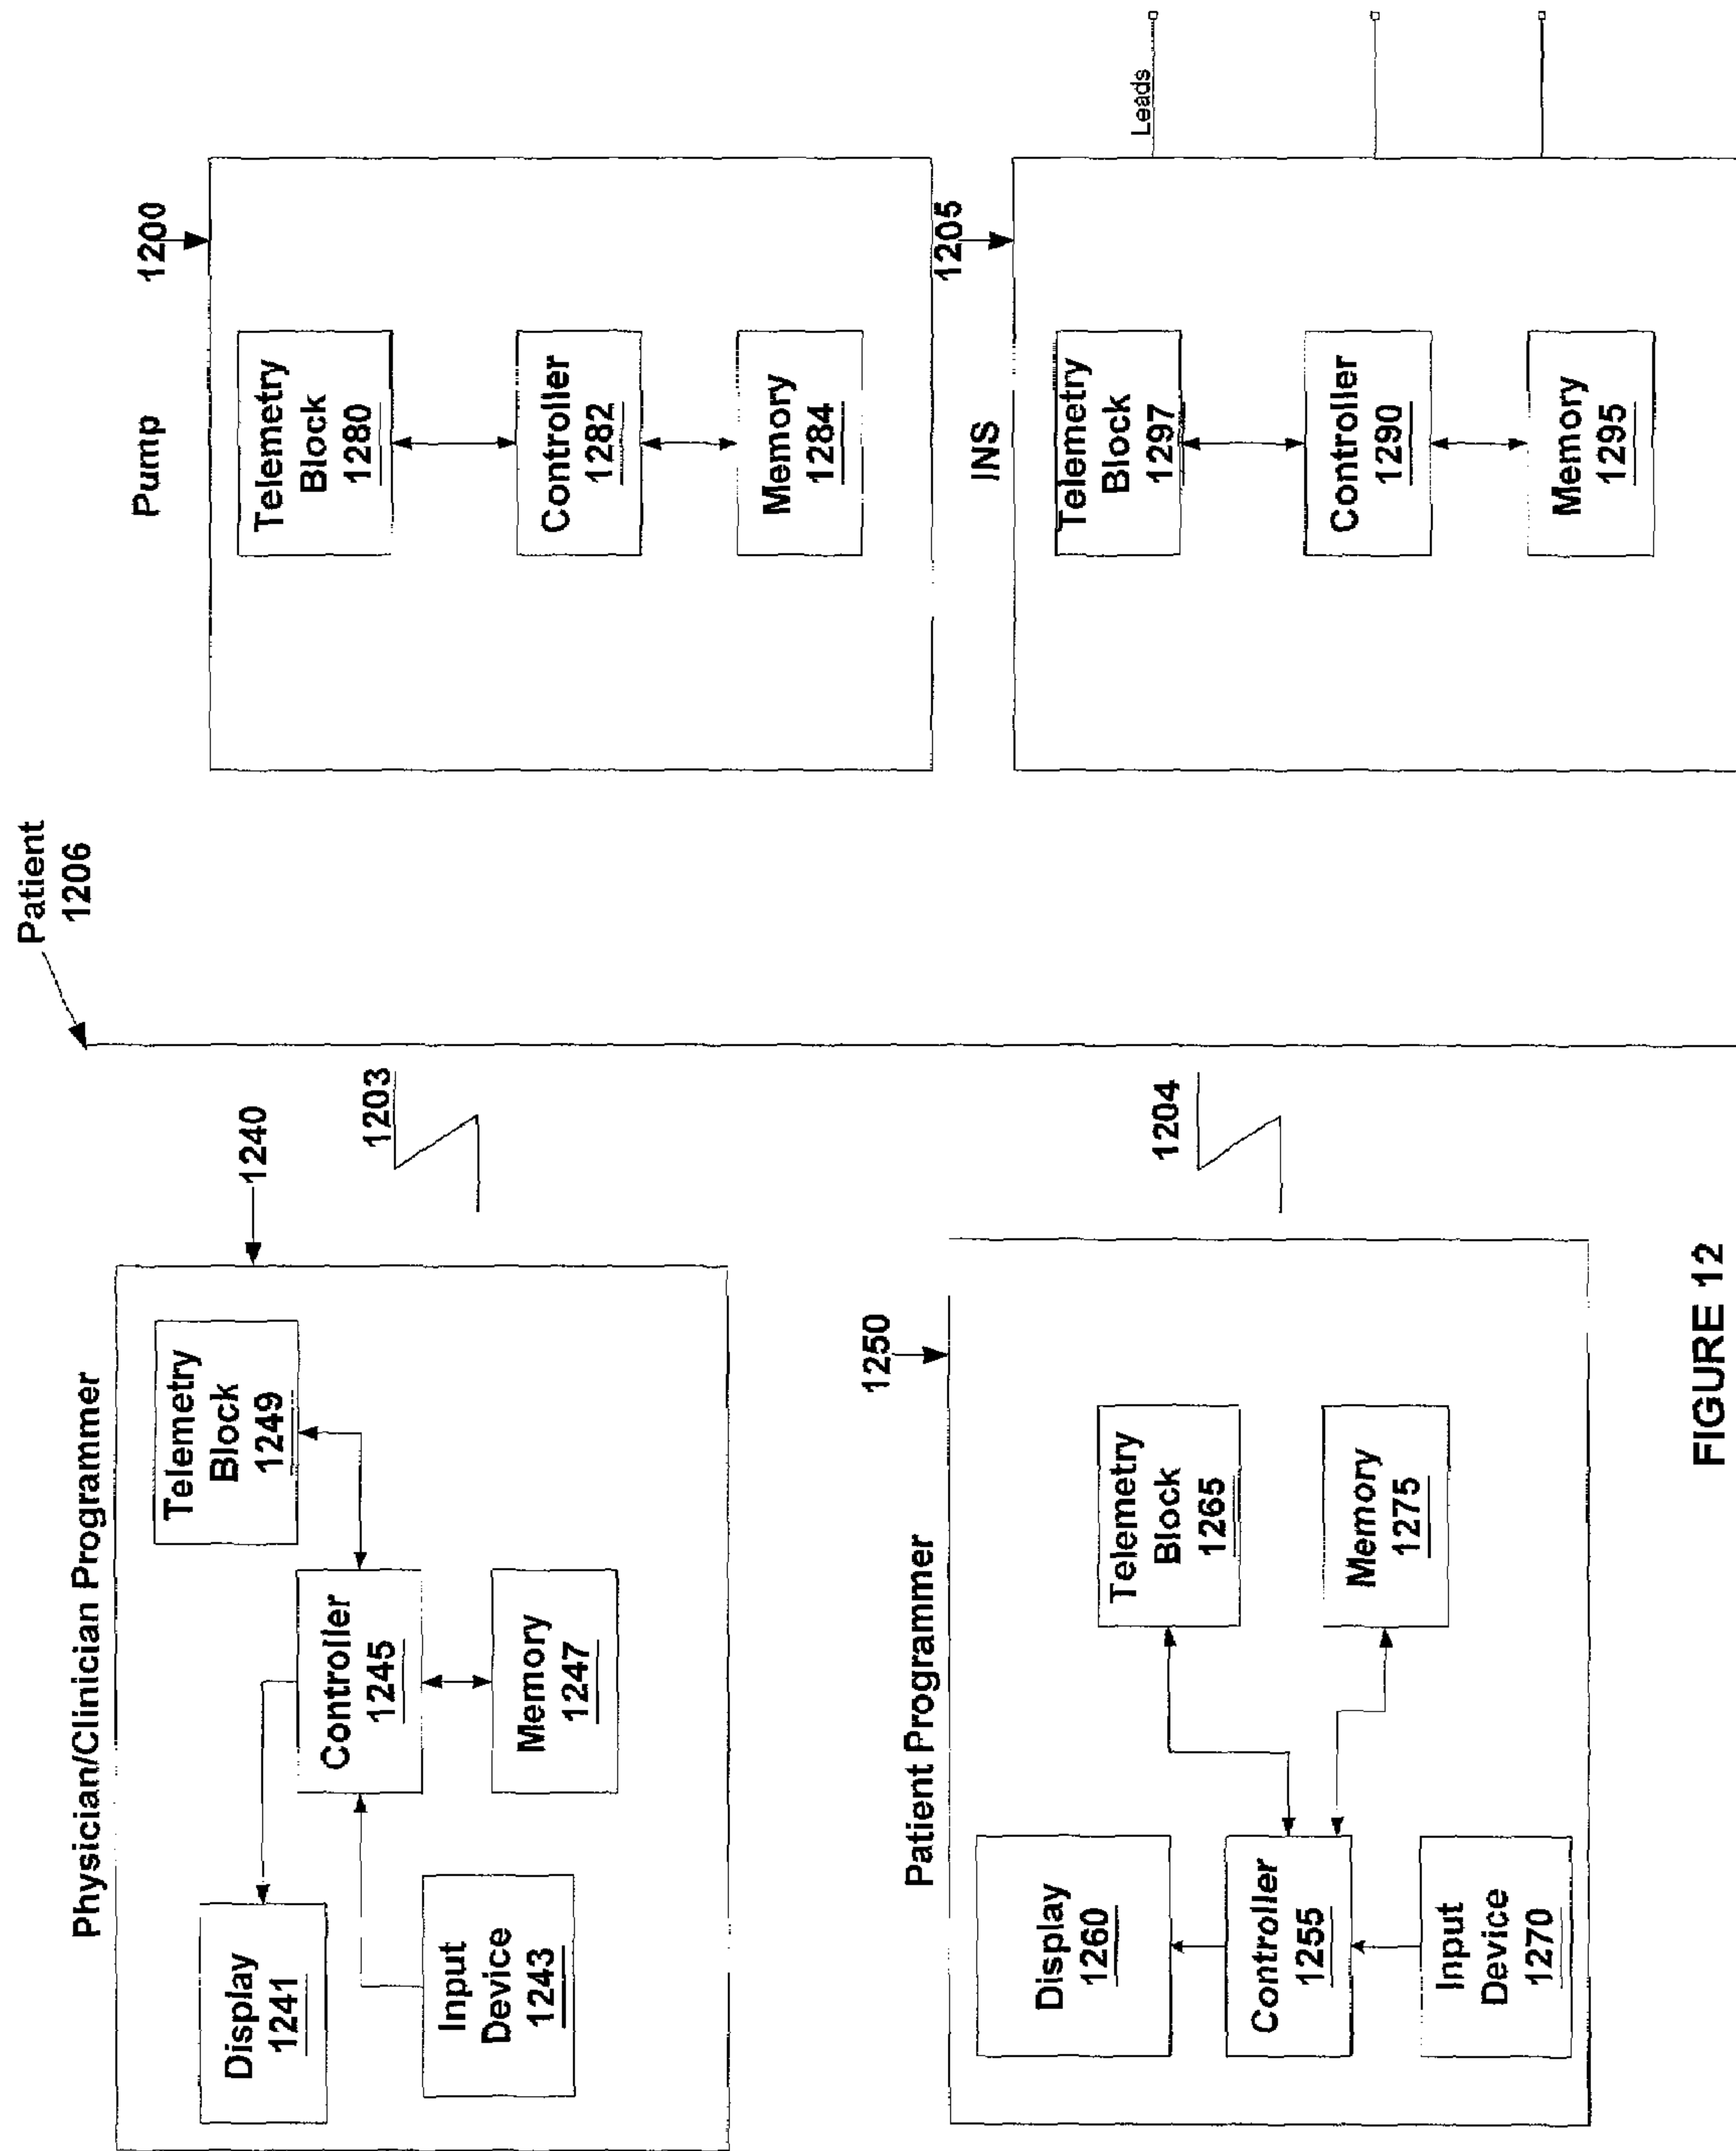 Patient
1206
Physician/Clinician Programmer
1240
Display
1241
Input
Device
1243
Controller
1245
Memory
1247
Telemetry
Block
1249
1203
Patient Programmer
1250
Display
1260
Controller
1255
Input
Device
1270
Telemetry
Block
1265
Memory
1275
1204
Pump
1200
Telemetry
Block
1280
Controller
1282
Memory
1284
INS
1205
Telemetry
Block
1297
Controller
1290
Memory
1295
Leads
FIGURE 12